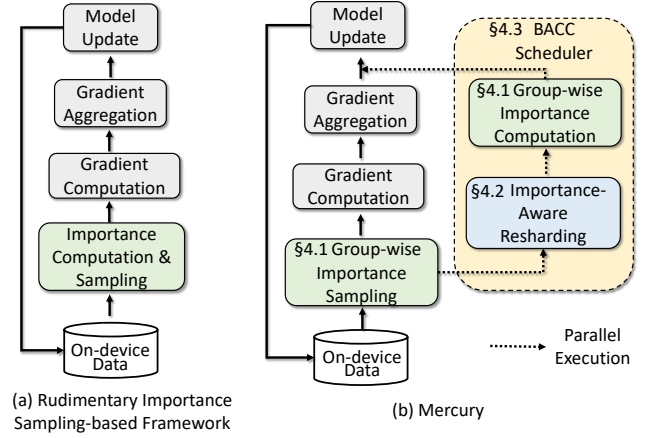 Model
Update
Gradient
Aggregation
Gradient
Computation
Importance
Computation &
Sampling
On-device
Data
(a) Rudimentary Importance
Sampling-based Framework
Model
Update
Gradient
Aggregation
Gradient
Computation
§4.1 Group-wise
Importance
Sampling
On-device
Data
§4.3 BACC
Scheduler
§4.1 Group-wise
Importance
Computation
§4.2 Importance-
Aware
Resharding
Parallel
Execution
(b) Mercury